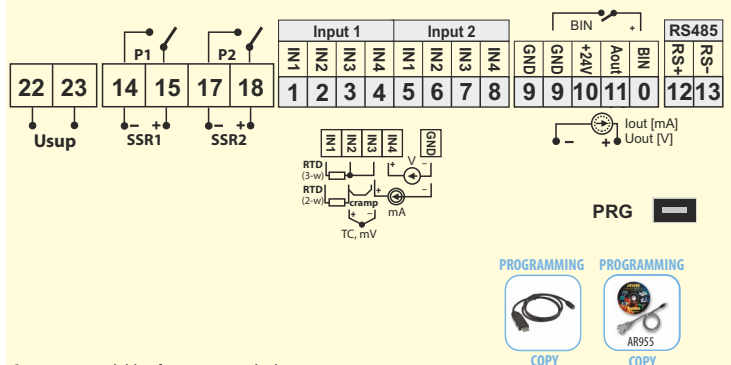 BIN +
Input 1 Input 2 RS485
P1 P2
IN1 IN2 IN3 IN4 IN1 IN2 IN3 IN4 GND GND +24V Aout BIN RS+ RS-
22 23 14 15 17 18 1 2 3 4 5 6 7 8 9 9 10 11 0 12 13
– + – +
Usup SSR1 SSR2
Iout [mA]
– + Uout [V]
IN1 IN2 IN3 IN4 GND
RTD
(3-w)
+ V –
RTD
(2-w)
cramp
+ –
+ mA –
TC, mV
PRG
PROGRAMMING PROGRAMMING
AR955
COPY COPY